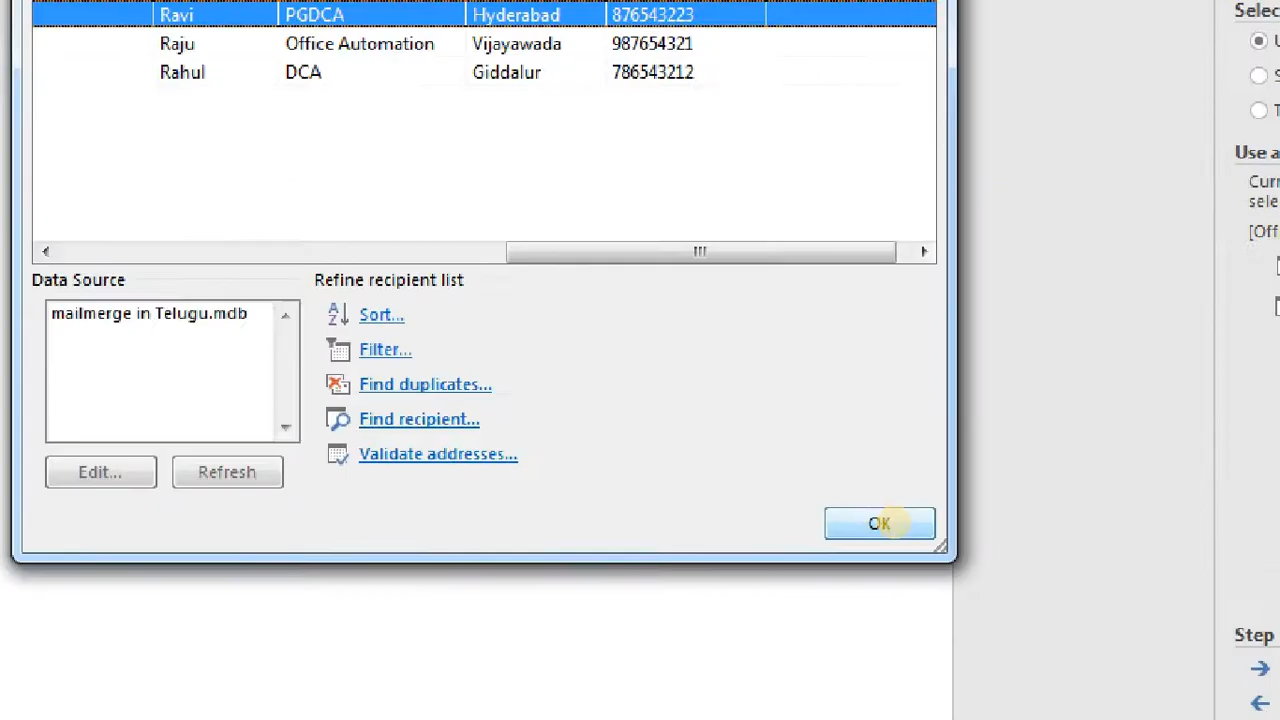 Ravi PGDCA Hyderabad 876543223
Raju Office Automation Vijayawada 987654321
Rahul DCA Giddalur 786543212
Data Source
mailmerge in Telugu.mdb
Edit... Refresh
Refine recipient list
Sort...
Filter...
Find duplicates...
Find recipient...
Validate addresses...
OK
Selec
Use a
Curr
sele
[Off
Step